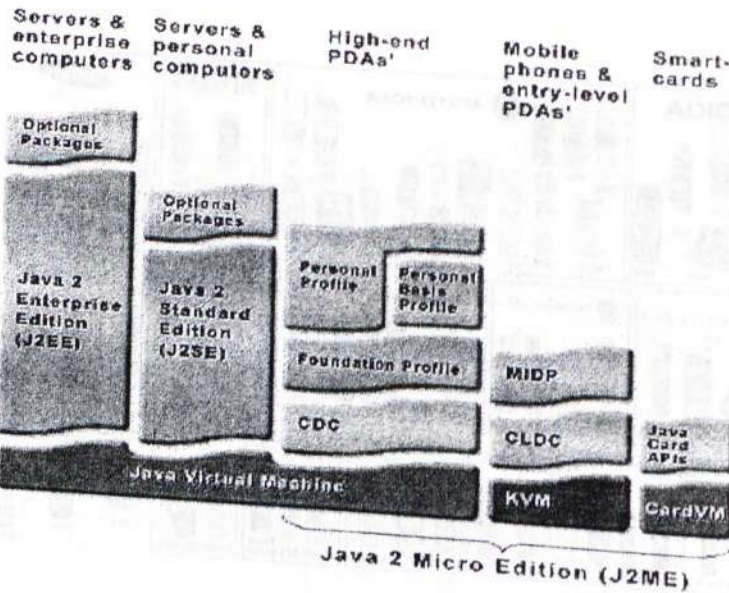 Servers &
enterprise
computers
Servers &
personal
computers
High-end
PDAs'
Mobile
phones &
entry-level
PDAs'
Smart-
cards
Optional
Packages
Java 2
Enterprise
Edition
(J2EE)
Optional
Packages
Java 2
Standard
Edition
(J2SE)
Personal
Profile
Personal
Basis
Profile
Foundation Profile
CDC
MIDP
CLDC
Java
Card
APIs
Java Virtual Machine
KVM
CardVM
Java 2 Micro Edition (J2ME)